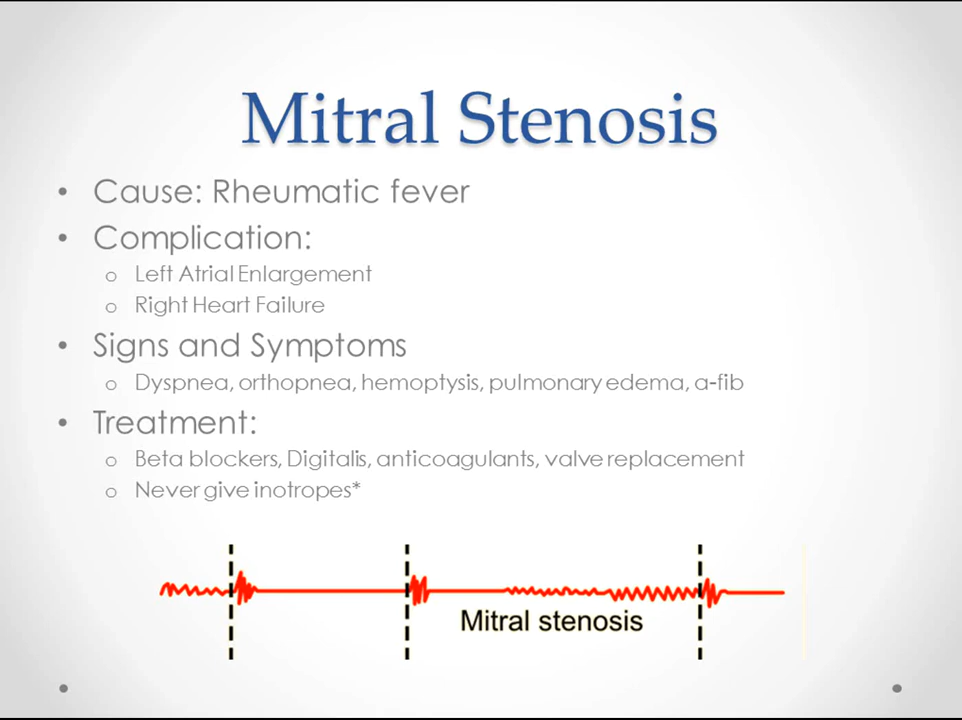 Mitral Stenosis
• Cause: Rheumatic fever
• Complication:
o Left Atrial Enlargement
o Right Heart Failure
• Signs and Symptoms
o Dyspnea, orthopnea, hemoptysis, pulmonary edema, a-fib
• Treatment:
o Beta blockers, Digitalis, anticoagulants, valve replacement
o Never give inotropes*
Mitral stenosis